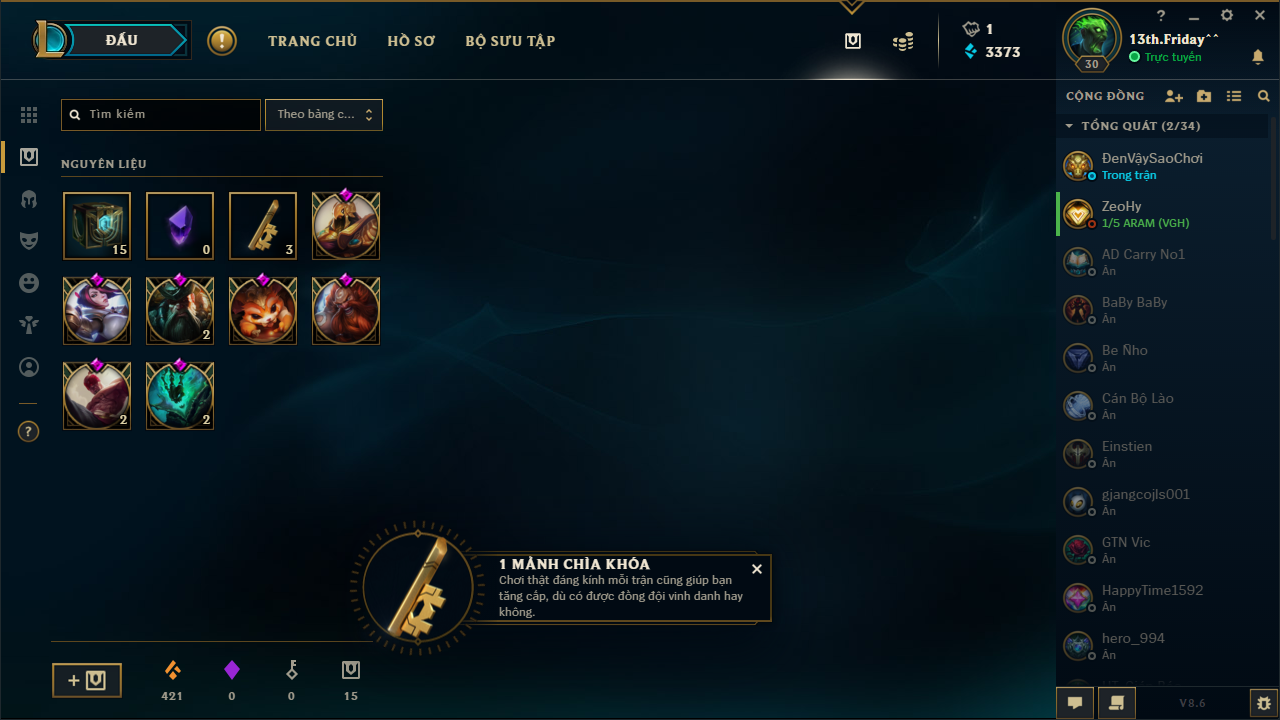 ĐẤU
!
TRANG CHỦ
HỒ SƠ
BỘ SƯU TẬP
1
3373
?
13th.Friday^^
Trực tuyến
30
CỘNG ĐỒNG
TỔNG QUÁT (2/34)
ĐenVậySaoChơi
Trong trận
ZeoHy
1/5 ARAM (VGH)
AD Carry No1
Ẩn
BaBy BaBy
Ẩn
Be Ñho
Ẩn
Cán Bộ Lào
Ẩn
Einstien
Ẩn
gjangcojls001
Ẩn
GTN Vic
Ẩn
HappyTime1592
Ẩn
hero_994
Ẩn
V8.6
Tìm kiếm
Theo bảng c...
NGUYÊN LIỆU
15
0
3
2
2
2
?
1 MẢNH CHÌA KHÓA
Chơi thật đáng kính mỗi trận cũng giúp bạn
tăng cấp, dù có được đồng đội vinh danh hay
không.
421
0
0
15